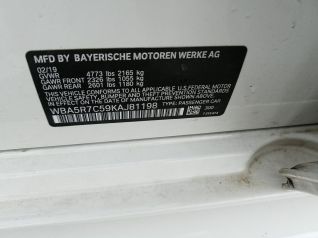 MFD BY BAYERISCHE MOTOREN WERKE AG
02/19
GVWR 4773 lbs 2165 kg
GAWR FRONT 2326 lbs 1055 kg
GAWR REAR 2601 lbs 1180 kg
THIS VEHICLE CONFORMS TO ALL APPLICABLE U.S. FEDERAL MOTOR
VEHICLE SAFETY, BUMPER, AND THEFT PREVENTION STANDARDS
IN EFFECT ON THE DATE OF MANUFACTURE SHOWN ABOVE.
WBA5R7C59KAJ81198 TYPE: PASSENGER CAR 300